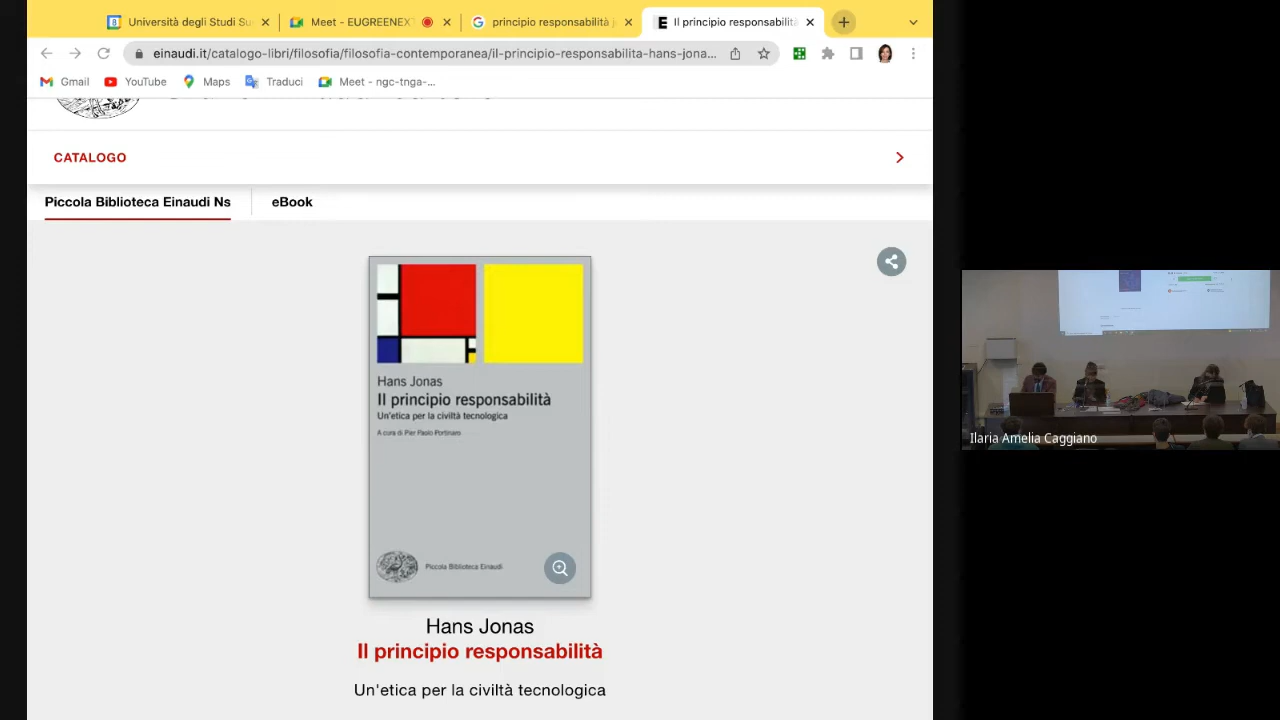 Università degli Studi Su
Meet - EUGREENEX
principio responsabilità j
Il principio responsabilità
einaudi.it/catalogo-libri/filosofia/filosofia-contemporanea/il-principio-responsabilita-hans-jona...
Gmail
YouTube
Maps
Traduci
Meet - ngc-tnga-...
CATALOGO
Piccola Biblioteca Einaudi Ns
eBook
Hans Jonas
Il principio responsabilità
Un'etica per la civiltà tecnologica
A cura di Pier Paolo Portinaro
Piccola Biblioteca Einaudi
Hans Jonas
Il principio responsabilità
Un'etica per la civiltà tecnologica
Ilaria Amelia Caggiano